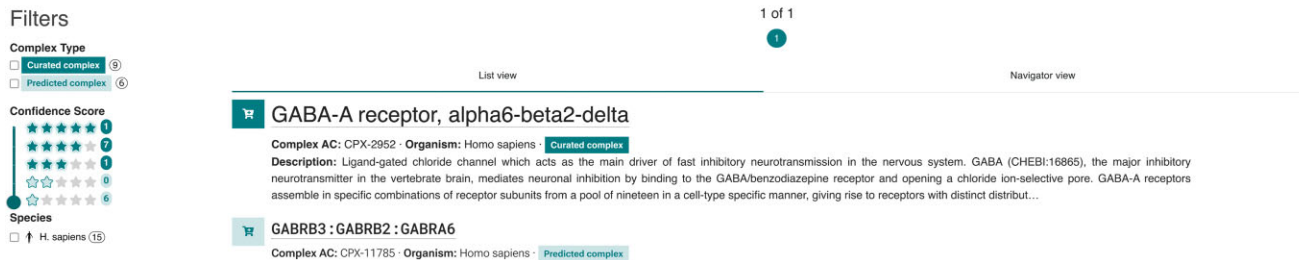 Filters
Complex Type
Curated complex 9
Predicted complex 6
Confidence Score
1
7
1
0
6
Species
H. sapiens 15
1 of 1
1
List view
Navigator view
GABA-A receptor, alpha6-beta2-delta
Complex AC: CPX-2952 · Organism: Homo sapiens · Curated complex
Description: Ligand-gated chloride channel which acts as the main driver of fast inhibitory neurotransmission in the nervous system. GABA (CHEBI:16865), the major inhibitory
neurotransmitter in the vertebrate brain, mediates neuronal inhibition by binding to the GABA/benzodiazepine receptor and opening a chloride ion-selective pore. GABA-A receptors
assemble in specific combinations of receptor subunits from a pool of nineteen in a cell-type specific manner, giving rise to receptors with distinct distribut…
GABRB3:GABRB2:GABRA6
Complex AC: CPX-11785 · Organism: Homo sapiens · Predicted complex